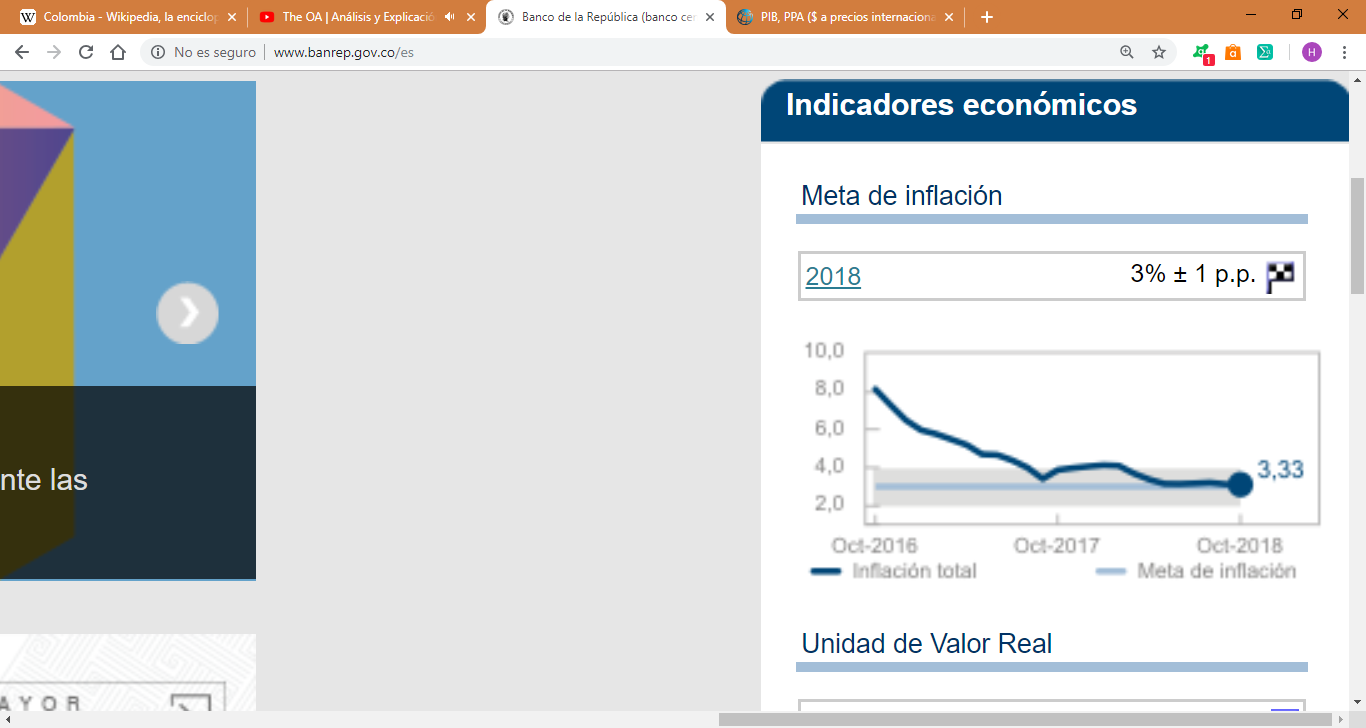 Colombia - Wikipedia, la enciclop
The OA | Análisis y Explicació
Banco de la República (banco cen
PIB, PPA ($ a precios internaciona
No es seguro
www.banrep.gov.co/es
1
H
Indicadores económicos
Meta de inflación
2018
3% ± 1 p.p.
10,0
8,0
6,0
4,0
2,0
3,33
Oct-2016
Oct-2017
Oct-2018
Inflación total
Meta de inflación
nte las
Unidad de Valor Real
AYOR